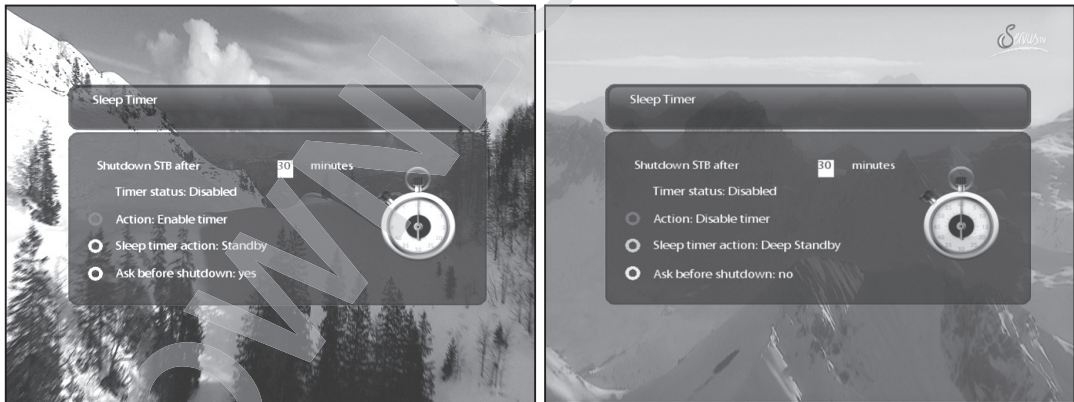 Sleep Timer
Shutdown STB after 30 minutes
Timer status: Disabled
Action: Enable timer
Sleep timer action: Standby
Ask before shutdown: yes
Servus TV
Sleep Timer
Shutdown STB after 30 minutes
Timer status: Disabled
Action: Disable timer
Sleep timer action: Deep Standby
Ask before shutdown: no